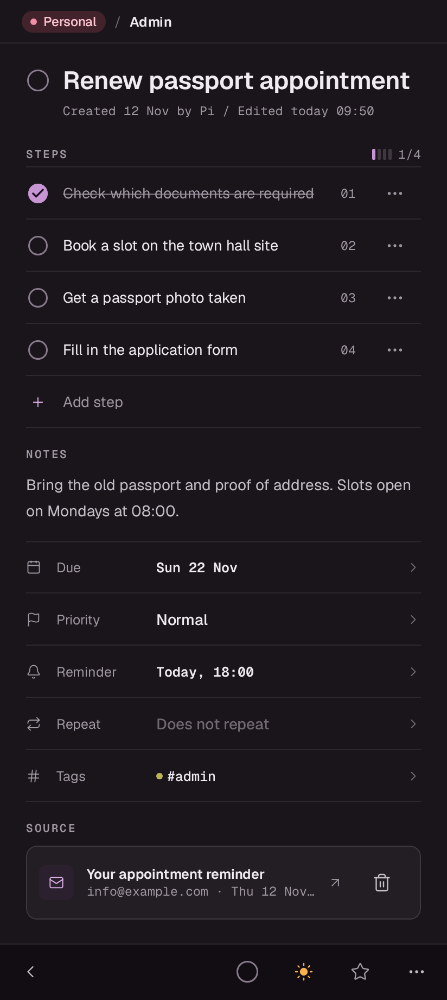 Personal / Admin
Renew passport appointment
Created 12 Nov by Pi / Edited today 09:50
STEPS 1/4
Check which documents are required 01
Book a slot on the town hall site 02
Get a passport photo taken 03
Fill in the application form 04
Add step
NOTES
Bring the old passport and proof of address. Slots open
on Mondays at 08:00.
Due Sun 22 Nov
Priority Normal
Reminder Today, 18:00
Repeat Does not repeat
Tags #admin
SOURCE
Your appointment reminder
info@example.com · Thu 12 Nov…